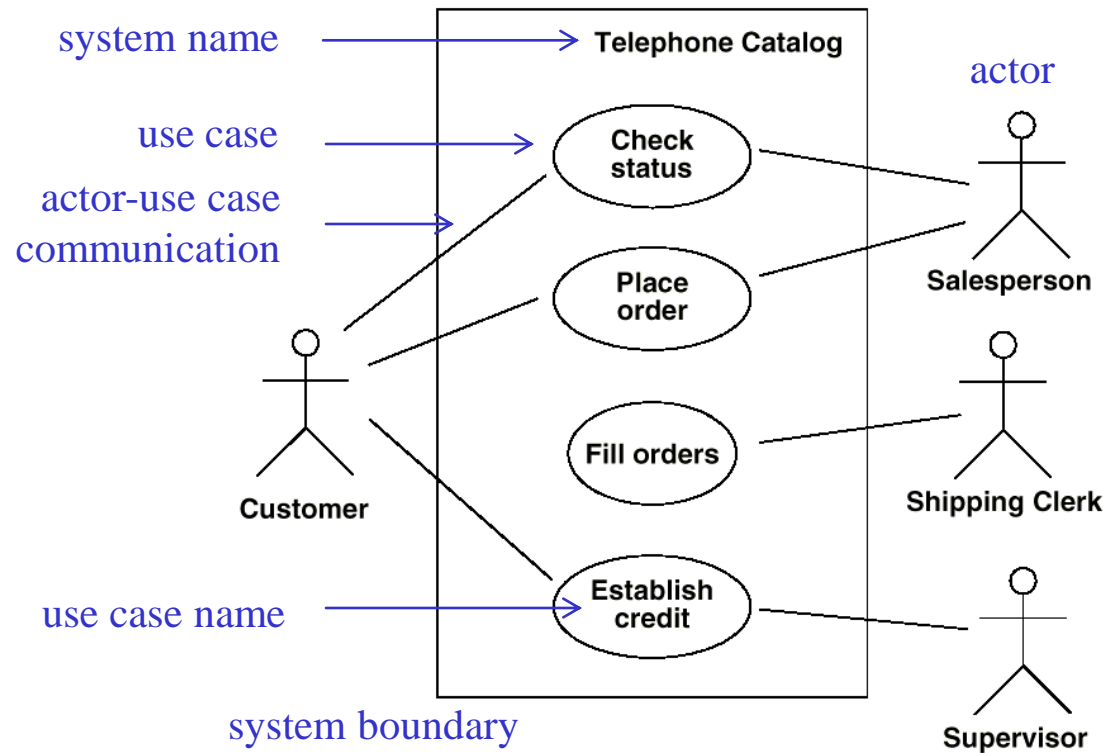 system name
Telephone Catalog
actor
use case
Check
status
actor-use case
communication
Place
order
Salesperson
Fill orders
Customer
Shipping Clerk
Establish
credit
use case name
system boundary
Supervisor